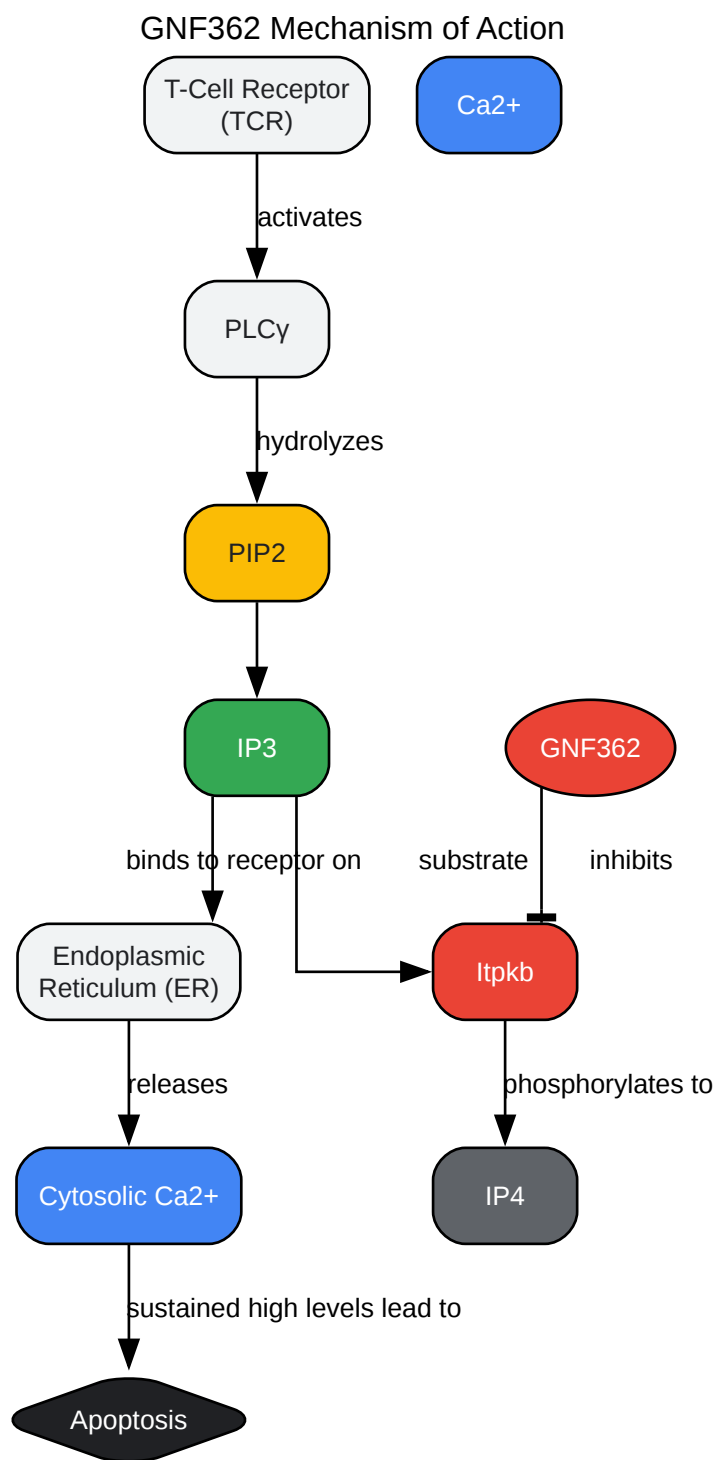 GNF362 Mechanism of Action
T-Cell Receptor
(TCR)
Ca2+
activates
PLCγ
hydrolyzes
PIP2
IP3
GNF362
binds to receptor on
substrate
inhibits
Endoplasmic
Reticulum (ER)
Itpkb
releases
phosphorylates to
Cytosolic Ca2+
IP4
sustained high levels lead to
Apoptosis